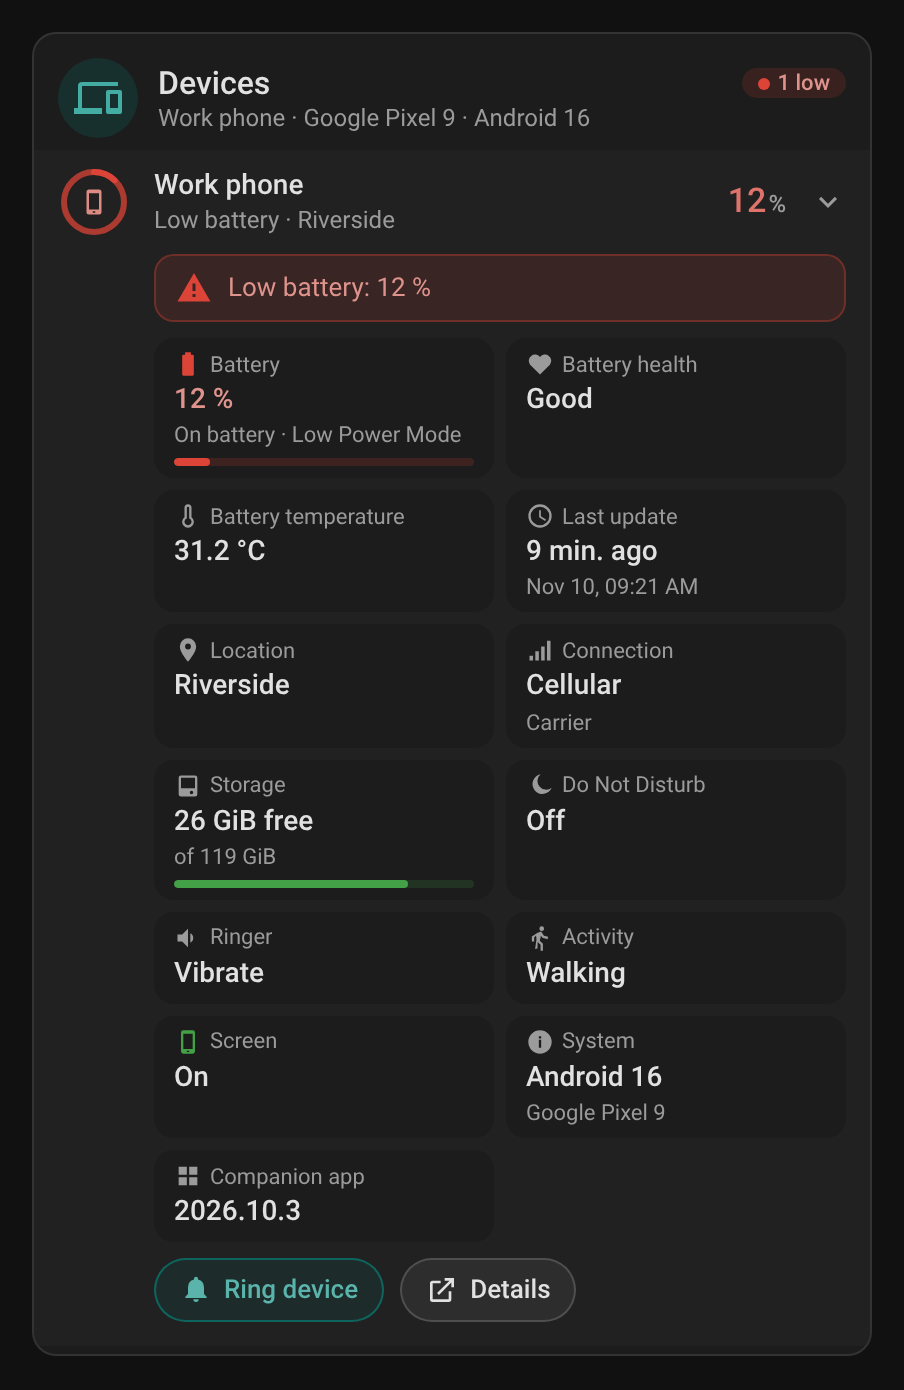 Devices
1 low
Work phone · Google Pixel 9 · Android 16
Work phone
Low battery · Riverside
12%
Low battery: 12 %
Battery
12 %
On battery · Low Power Mode
Battery health
Good
Battery temperature
31.2 °C
Last update
9 min. ago
Nov 10, 09:21 AM
Location
Riverside
Connection
Cellular
Carrier
Storage
26 GiB free
of 119 GiB
Do Not Disturb
Off
Ringer
Vibrate
Activity
Walking
Screen
On
System
Android 16
Google Pixel 9
Companion app
2026.10.3
Ring device
Details